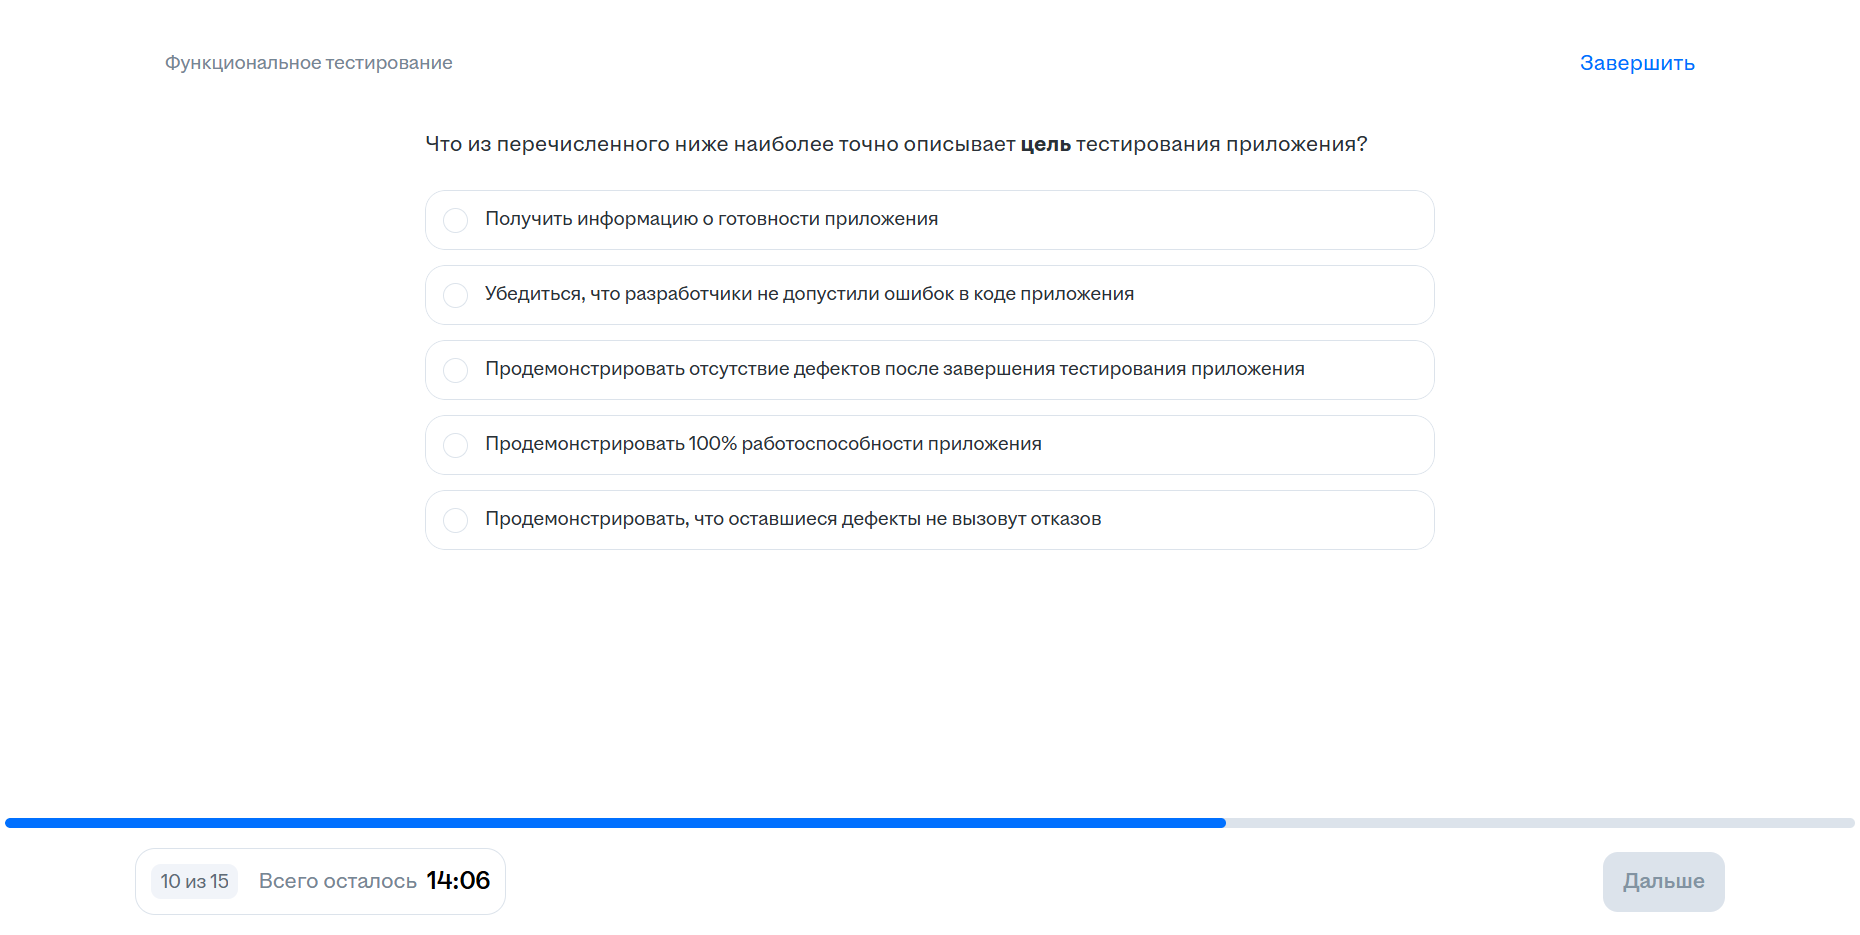 Функциональное тестирование
Завершить
Что из перечисленного ниже наиболее точно описывает цель тестирования приложения?
Получить информацию о готовности приложения
Убедиться, что разработчики не допустили ошибок в коде приложения
Продемонстрировать отсутствие дефектов после завершения тестирования приложения
Продемонстрировать 100% работоспособности приложения
Продемонстрировать, что оставшиеся дефекты не вызовут отказов
10 из 15 Всего осталось 14:06
Дальше